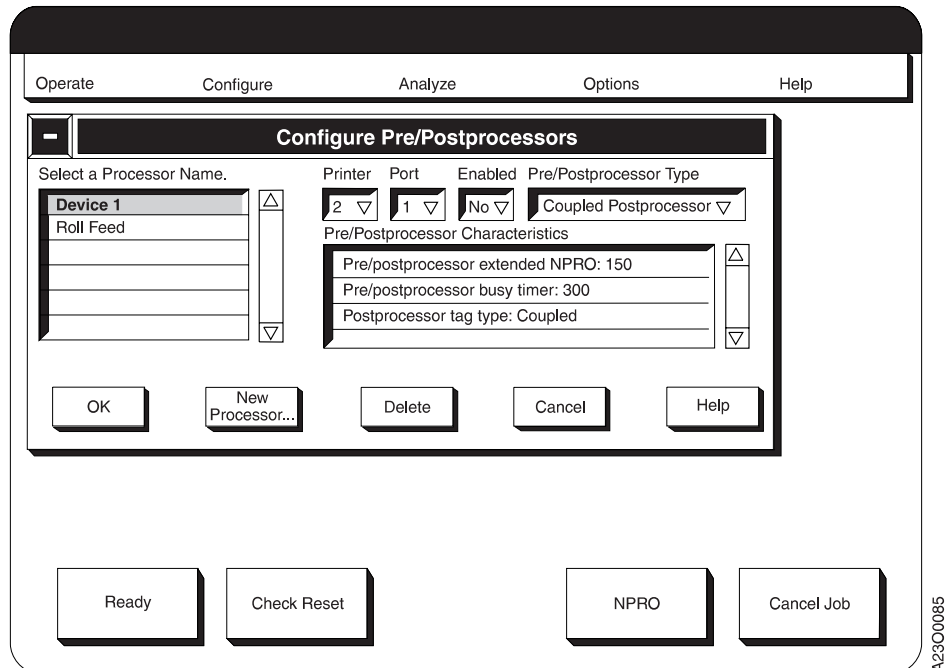 Operate Configure Analyze Options Help
Configure Pre/Postprocessors
Select a Processor Name.
Device 1
Roll Feed
Printer Port Enabled Pre/Postprocessor Type
2 1 No Coupled Postprocessor
Pre/Postprocessor Characteristics
Pre/postprocessor extended NPRO: 150
Pre/postprocessor busy timer: 300
Postprocessor tag type: Coupled
OK
New
Processor...
Delete
Cancel
Help
Ready
Check Reset
NPRO
Cancel Job
A23O0085